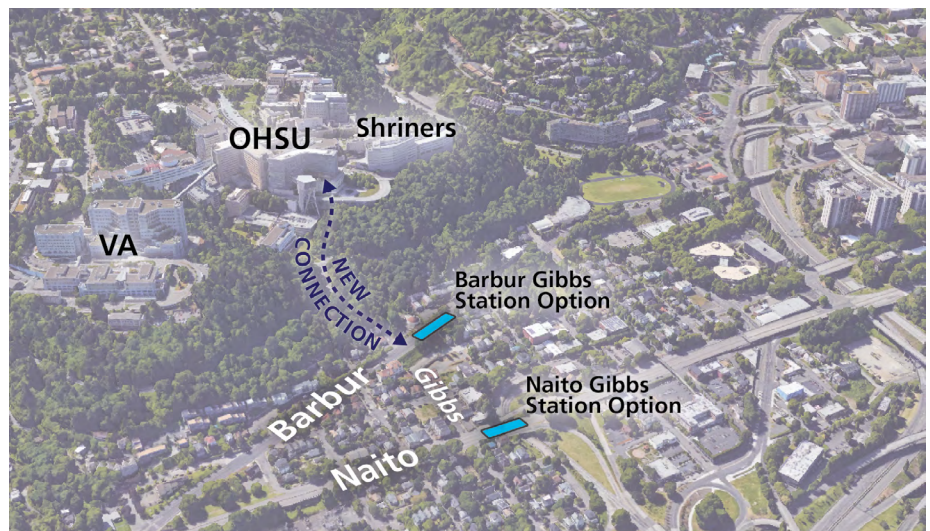 OHSU
Shriners
VA
NEW
CONNECTION
Barbur Gibbs
Station Option
Barbur
Gibbs
Naito Gibbs
Station Option
Naito